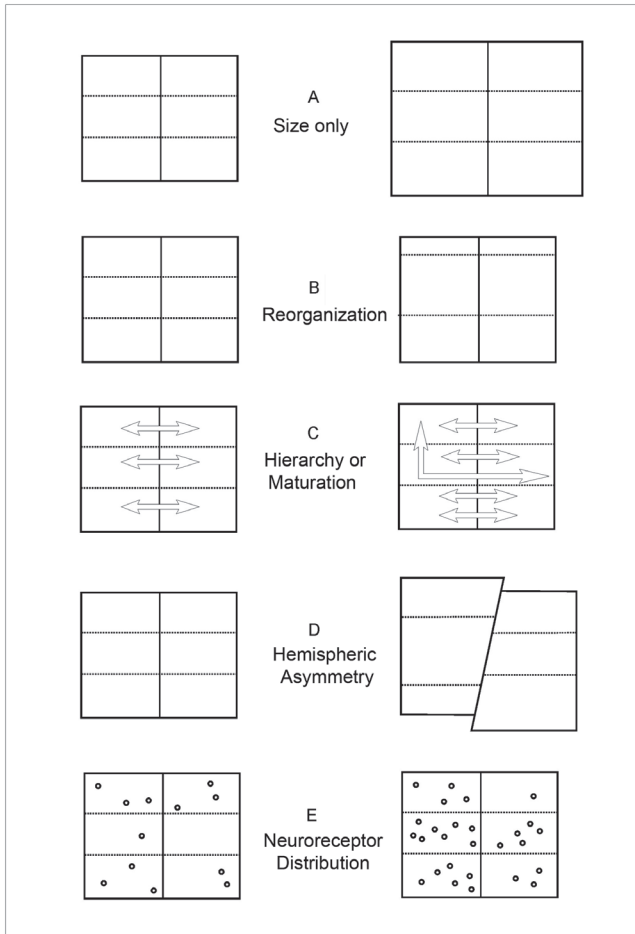 A
Size only
B
Reorganization
C
Hierarchy or
Maturation
D
Hemispheric
Asymmetry
E
Neuroreceptor
Distribution